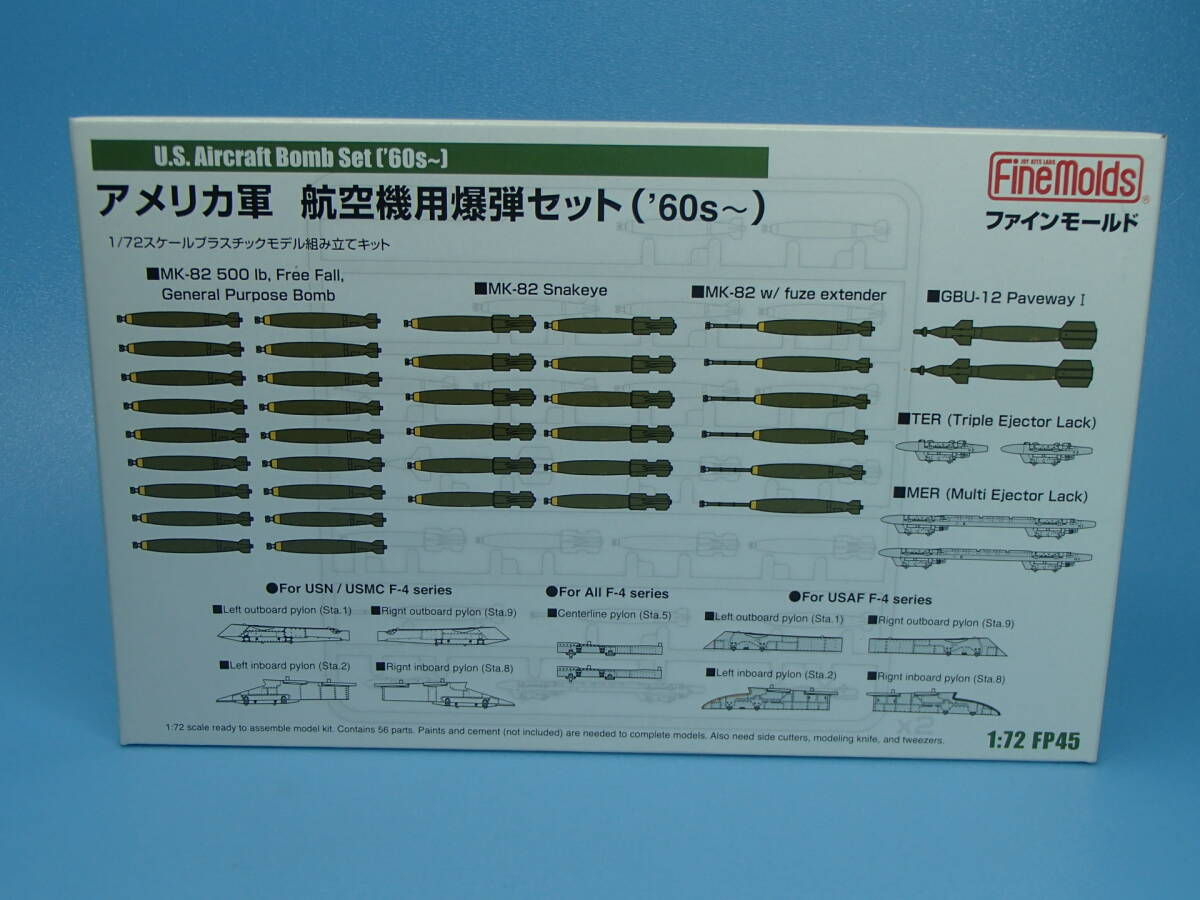 U.S. Aircraft Bomb Set ('60s~)
アメリカ軍 航空機用爆弾セット('60s~)
1/72スケールプラスチックモデル組み立てキット
JOY KITS LABO.
FineMolds®
ファインモールド
■MK-82 500 lb, Free Fall,
General Purpose Bomb
■MK-82 Snakeye
■MK-82 w/ fuze extender
■GBU-12 Paveway I
■TER (Triple Ejector Lack)
■MER (Multi Ejector Lack)
●For USN / USMC F-4 series
■Left outboard pylon (Sta.1)
■Rignt outboard pylon (Sta.9)
■Left inboard pylon (Sta.2)
■Rignt inboard pylon (Sta.8)
●For All F-4 series
■Centerline pylon (Sta.5)
●For USAF F-4 series
■Left outboard pylon (Sta.1)
■Rignt outboard pylon (Sta.9)
■Left inboard pylon (Sta.2)
■Rignt inboard pylon (Sta.8)
x2
1:72 scale ready to assemble model kit. Contains 56 parts. Paints and cement (not included) are needed to complete models. Also need side cutters, modeling knife, and tweezers.
1:72 FP45